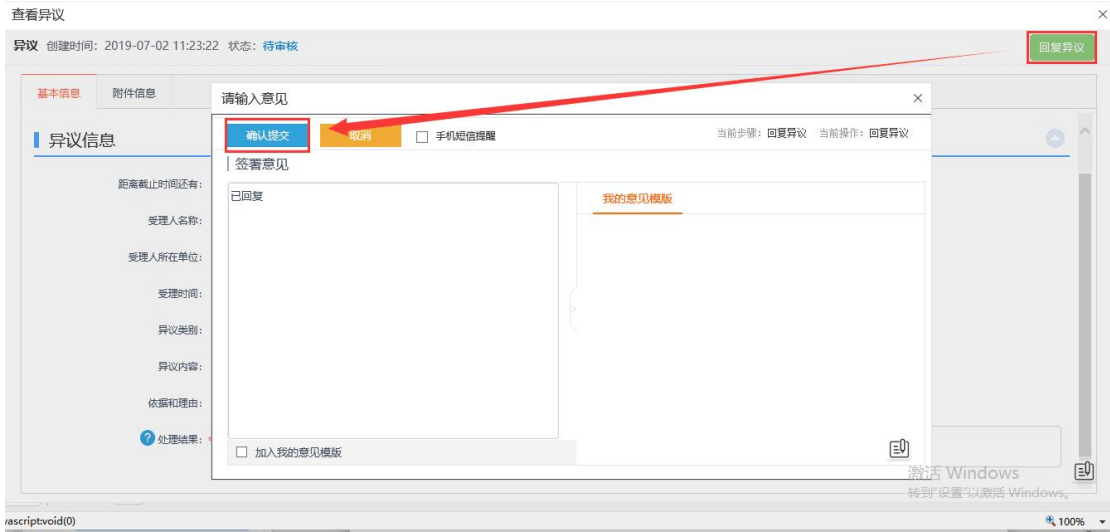 查看异议
异议 创建时间: 2019-07-02 11:23:22 状态: 待审核
回复异议
基本信息 附件信息
请输入意见
确认提交 取消 手机短信提醒 当前步骤: 回复异议 当前操作: 回复异议
异议信息
签署意见
距离截止时间还有:
已回复
我的意见模版
受理人名称:
受理人所在单位:
受理时间:
异议类别:
异议内容:
依据和理由:
处理结果:
加入我的意见模版
激活 Windows
转到"设置"以激活 Windows。
vascript:void(0)
100%